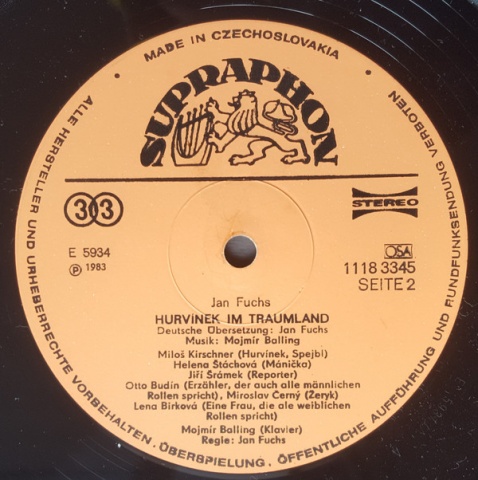 MADE IN CZECHOSLOVAKIA
SUPRAPHON
33
STEREO
E 5934
℗ 1983
OSA
1118 3345
SEITE 2
Jan Fuchs
HURVÍNEK IM TRAUMLAND
Deutsche Übersetzung: Jan Fuchs
Musik: Mojmír Balling
Miloš Kirschner (Hurvínek, Spejbl)
Helena Štáchová (Mánička)
Jiří Šrámek (Reporter)
Otto Budín (Erzähler, der auch alle männlichen
Rollen spricht), Miroslav Černý (Žeryk)
Lena Birková (Eine Frau, die ale weiblichen
Rollen spricht)
Mojmír Balling (Klavier)
Regie: Jan Fuchs
ALLE HERSTELLER UND URHEBERRECHTE VORBEHALTEN. ÜBERSPIELUNG. ÖFFENTLICHE AUFFÜHRUNG UND RUNDFUNKSENDUNG VERBOTEN